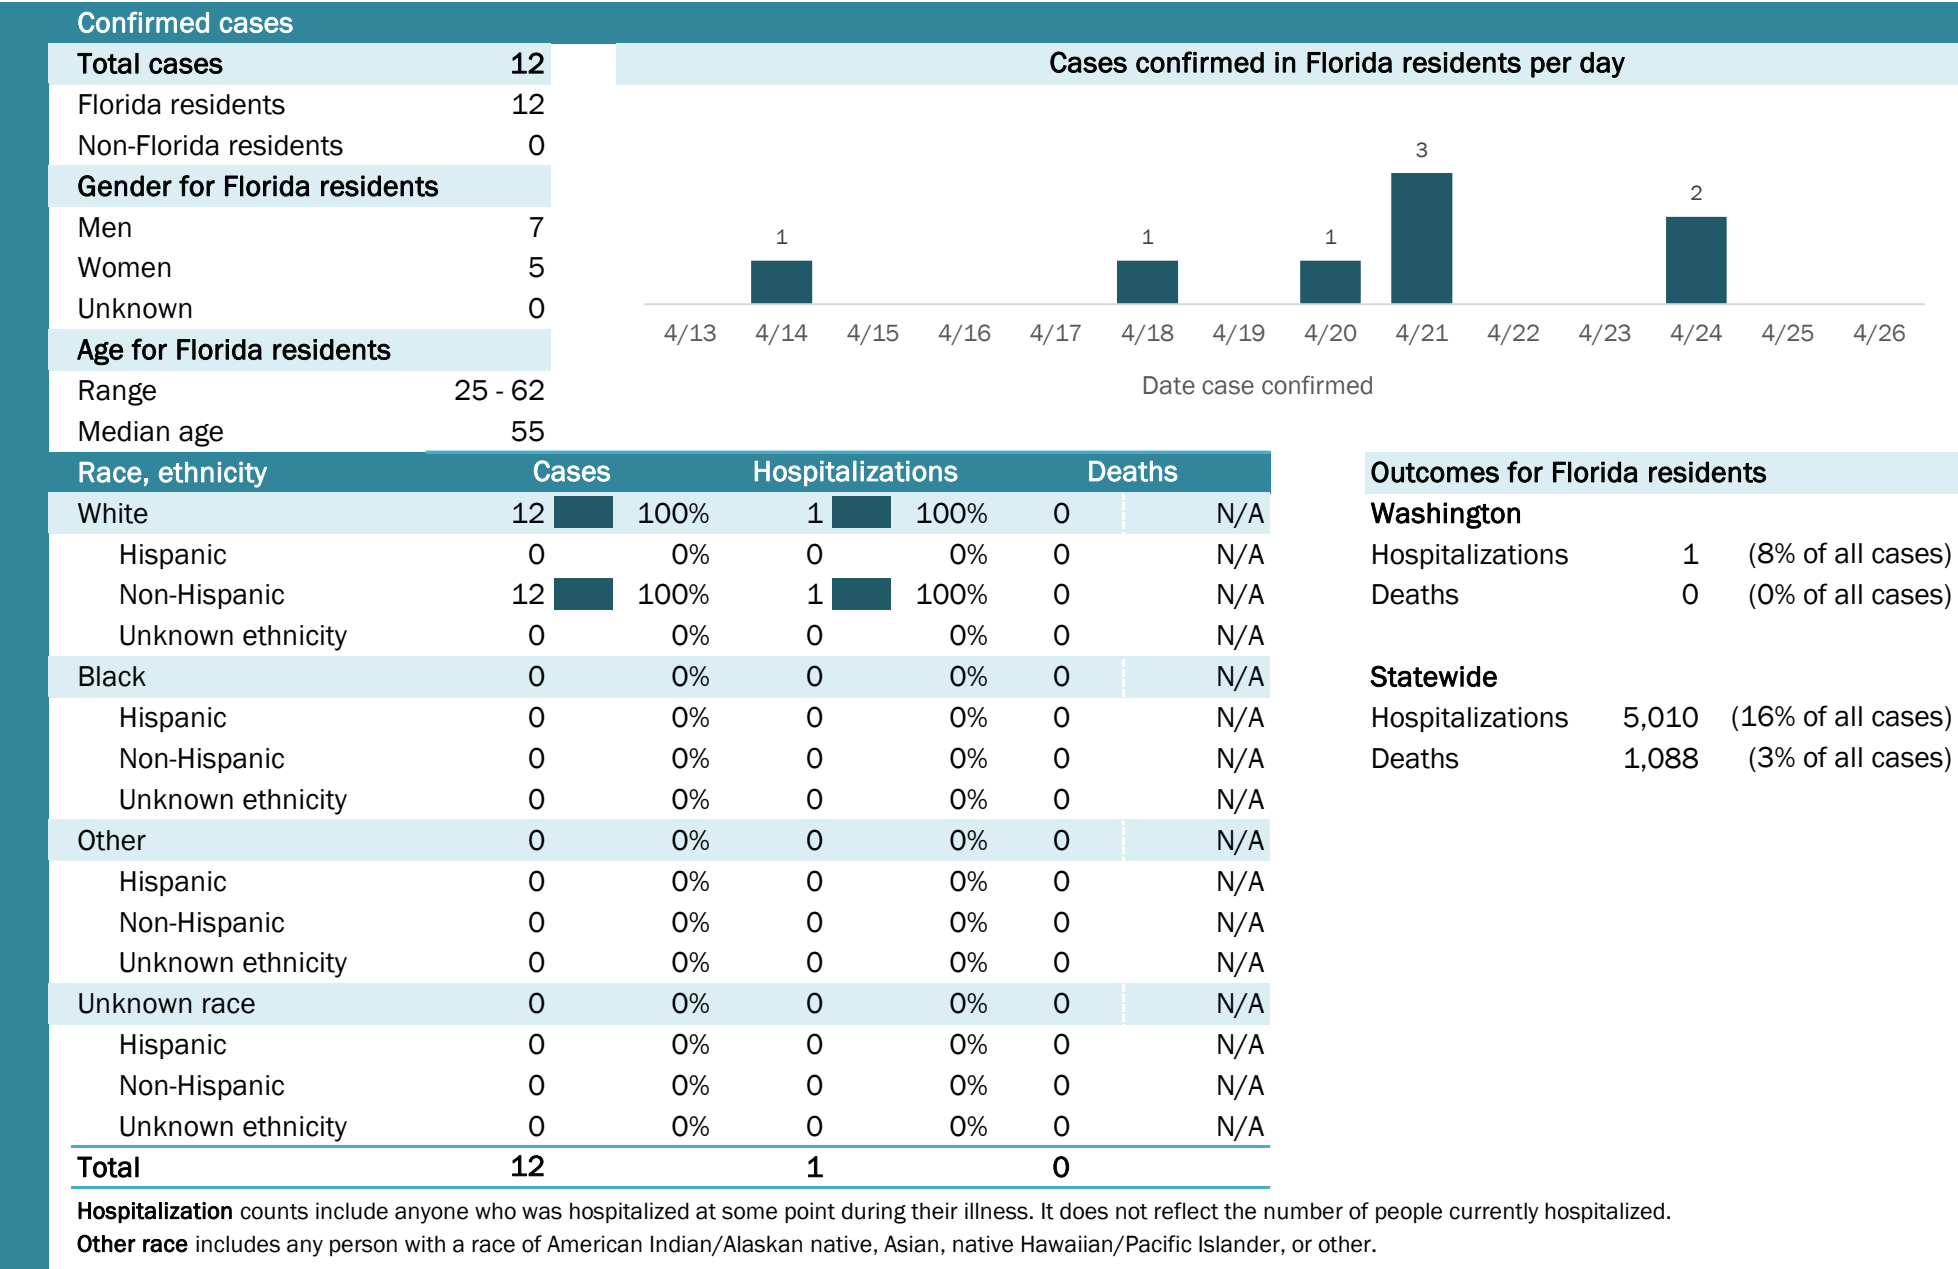 Confirmed cases
Total cases 12
Florida residents 12
Non-Florida residents 0
Gender for Florida residents
Men 7
Women 5
Unknown 0
Age for Florida residents
Range 25 - 62
Median age 55
Cases confirmed in Florida residents per day
1 1 1 3 2
4/13 4/14 4/15 4/16 4/17 4/18 4/19 4/20 4/21 4/22 4/23 4/24 4/25 4/26
Date case confirmed
Race, ethnicity Cases Hospitalizations Deaths
White 12 100% 1 100% 0 N/A
Hispanic 0 0% 0 0% 0 N/A
Non-Hispanic 12 100% 1 100% 0 N/A
Unknown ethnicity 0 0% 0 0% 0 N/A
Black 0 0% 0 0% 0 N/A
Hispanic 0 0% 0 0% 0 N/A
Non-Hispanic 0 0% 0 0% 0 N/A
Unknown ethnicity 0 0% 0 0% 0 N/A
Other 0 0% 0 0% 0 N/A
Hispanic 0 0% 0 0% 0 N/A
Non-Hispanic 0 0% 0 0% 0 N/A
Unknown ethnicity 0 0% 0 0% 0 N/A
Unknown race 0 0% 0 0% 0 N/A
Hispanic 0 0% 0 0% 0 N/A
Non-Hispanic 0 0% 0 0% 0 N/A
Unknown ethnicity 0 0% 0 0% 0 N/A
Total 12 1 0
Outcomes for Florida residents
Washington
Hospitalizations 1 (8% of all cases)
Deaths 0 (0% of all cases)
Statewide
Hospitalizations 5,010 (16% of all cases)
Deaths 1,088 (3% of all cases)
Hospitalization counts include anyone who was hospitalized at some point during their illness. It does not reflect the number of people currently hospitalized.
Other race includes any person with a race of American Indian/Alaskan native, Asian, native Hawaiian/Pacific Islander, or other.